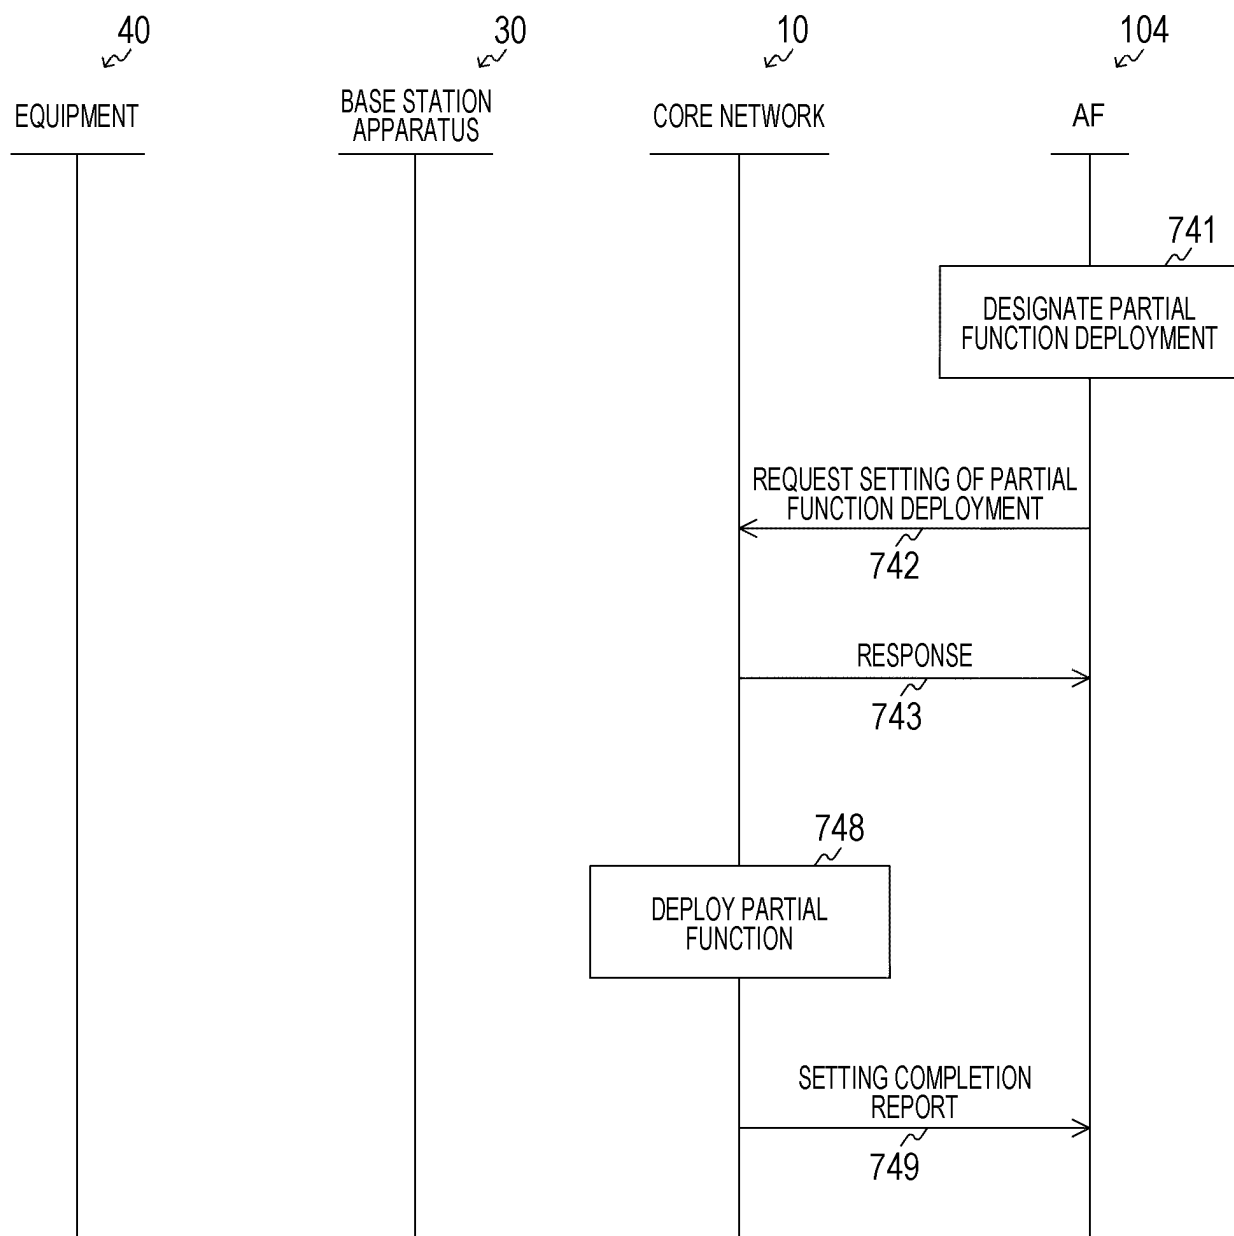 40
30
10
104
EQUIPMENT
BASE STATION
APPARATUS
CORE NETWORK
AF
741
DESIGNATE PARTIAL
FUNCTION DEPLOYMENT
REQUEST SETTING OF PARTIAL
FUNCTION DEPLOYMENT
742
RESPONSE
743
748
DEPLOY PARTIAL
FUNCTION
SETTING COMPLETION
REPORT
749